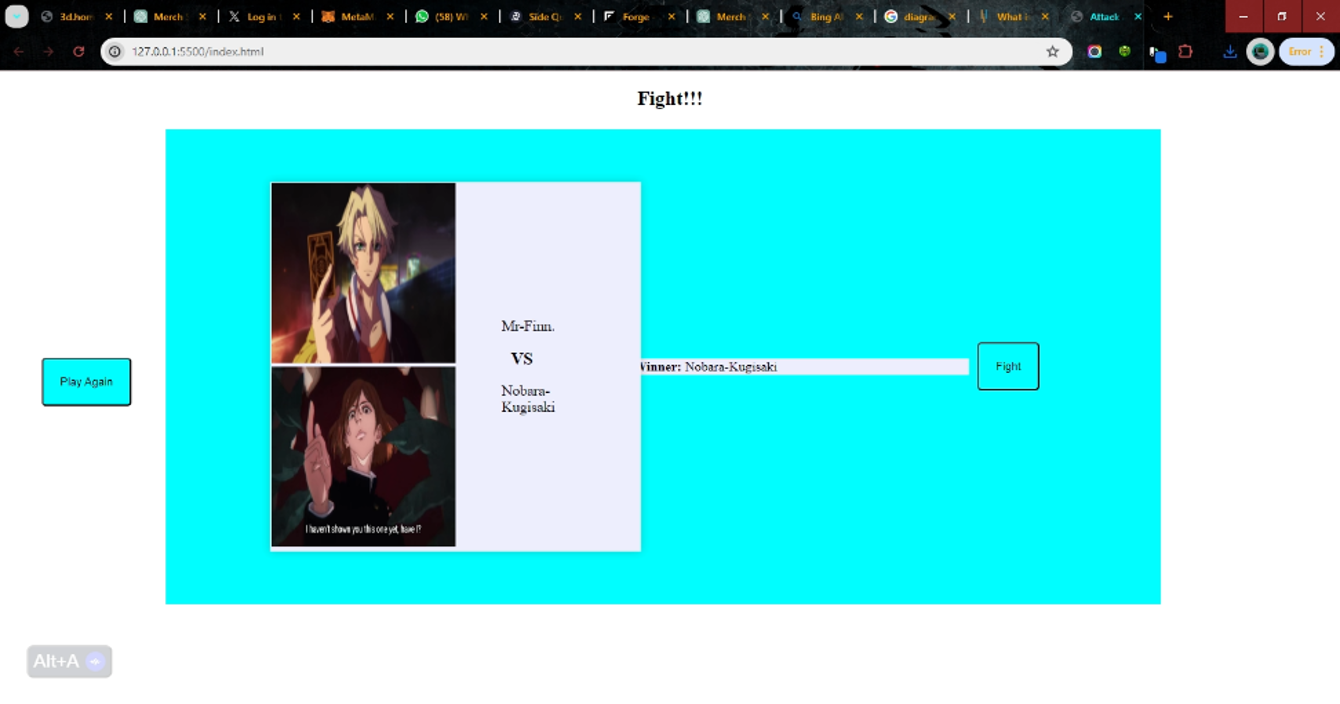 3d.hom
Merch
Log in
MetaM
(58) W
Side Q
Forge
Merch
Bing A
diagra
What i
Attack
127.0.0.1:5500/index.html
Error
Fight!!!
Mr-Finn.
VS
Nobara-
Kugisaki
I haven't shown you this one yet, have I?
Winner: Nobara-Kugisaki
Fight
Play Again
Alt+A